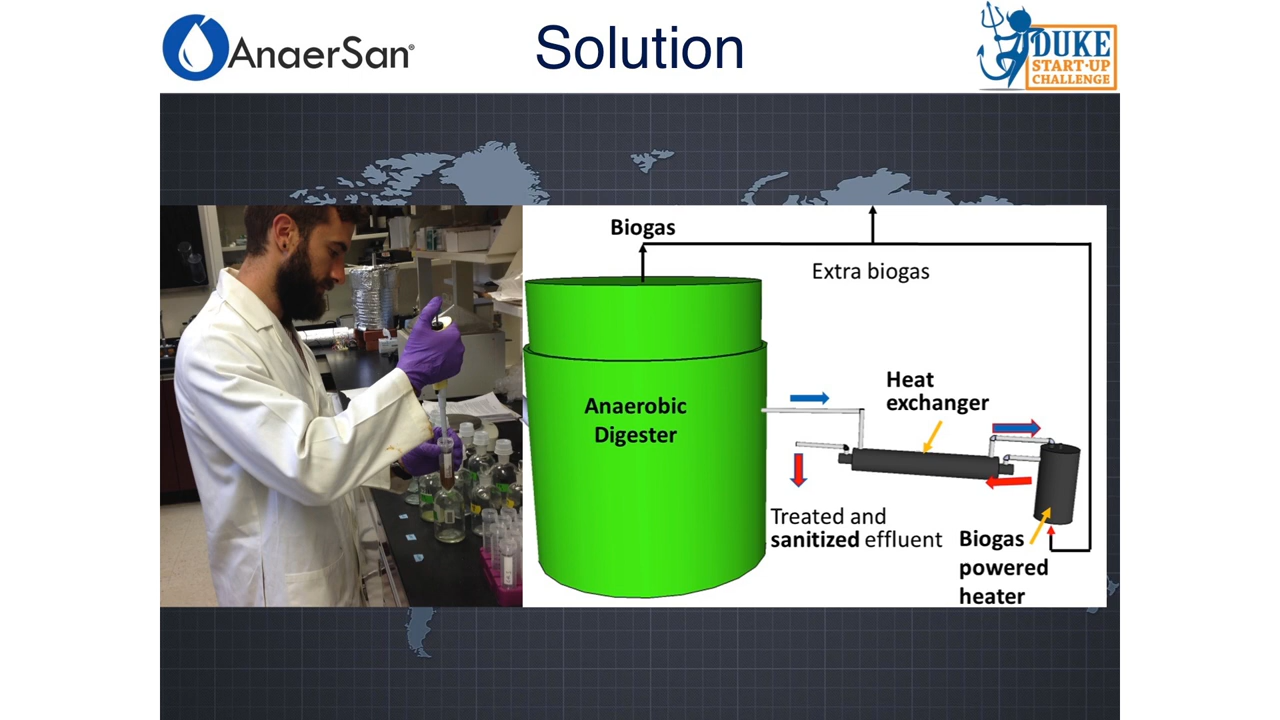 AnaerSan®
Solution
DUKE
START·UP
CHALLENGE
Biogas
Extra biogas
Anaerobic
Digester
Heat
exchanger
Treated and
sanitized effluent
Biogas
powered
heater